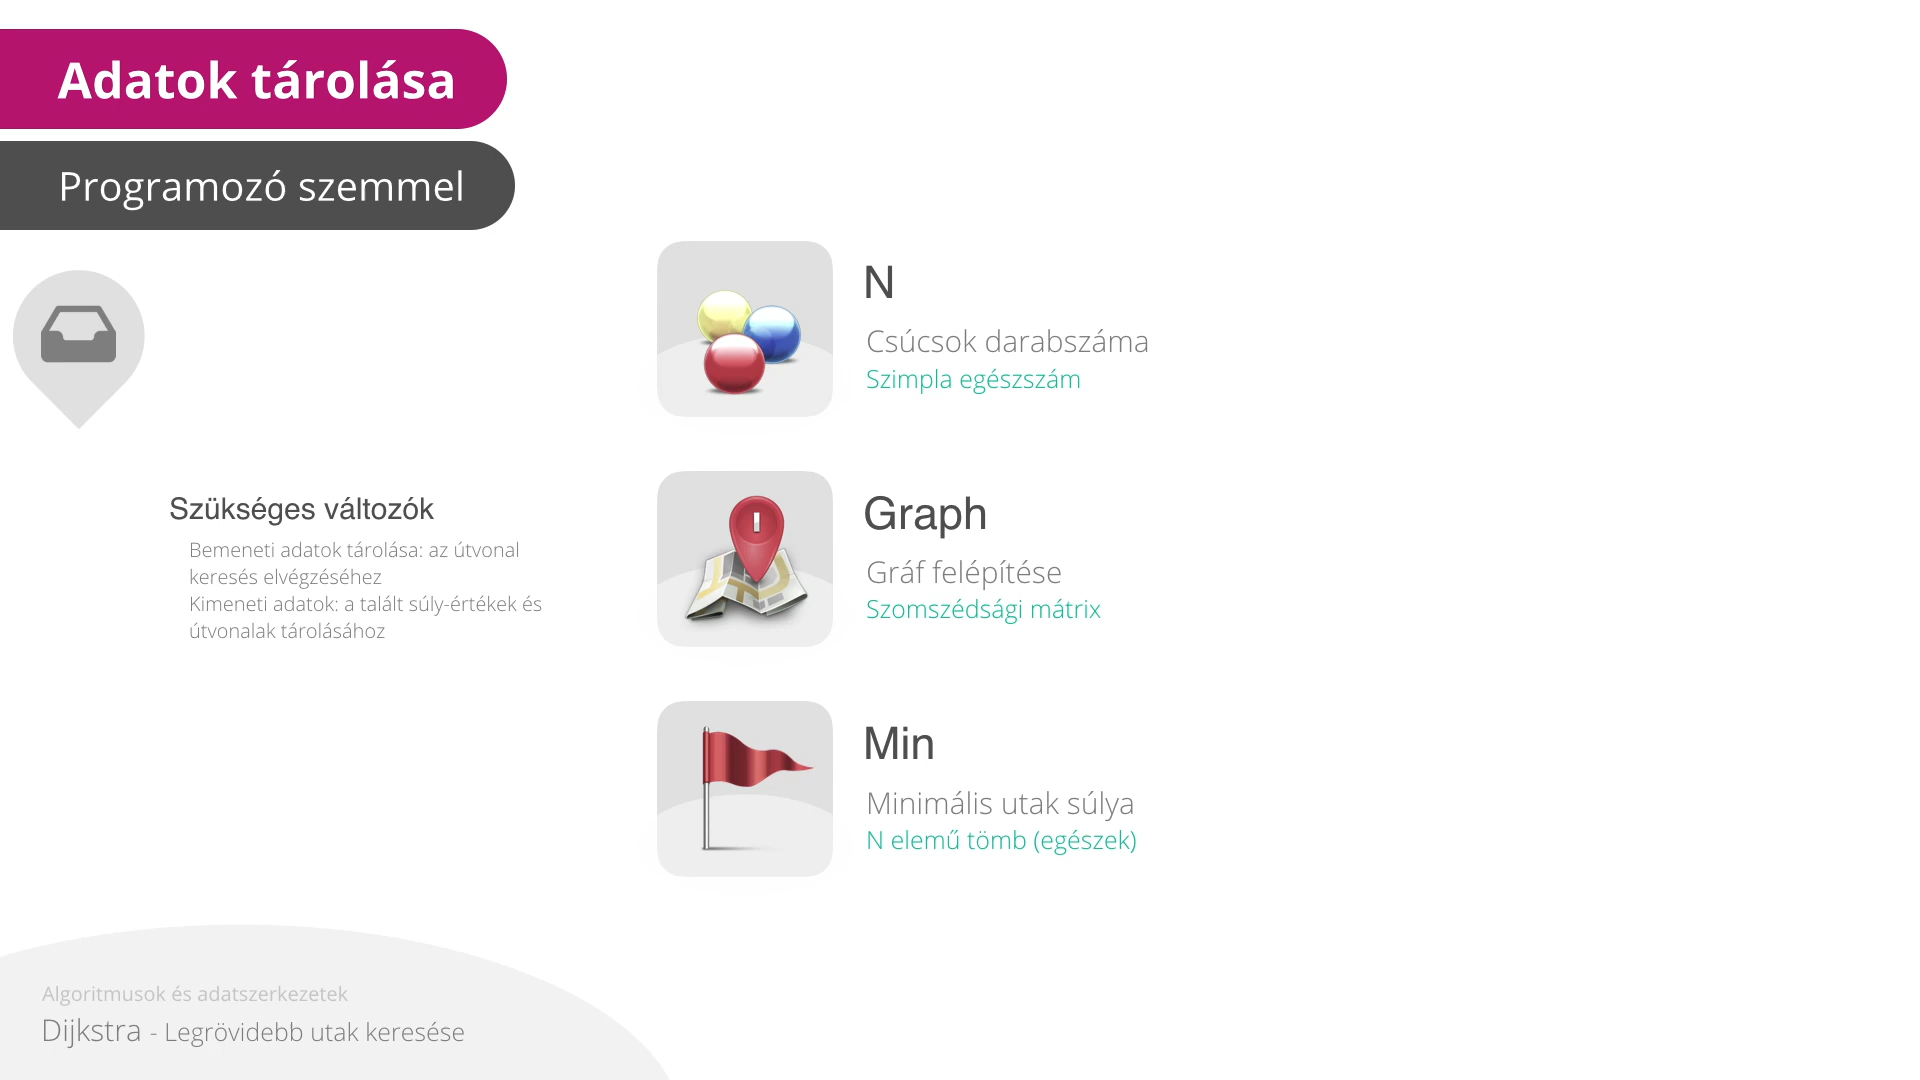 Adatok tárolása
Programozó szemmel
Szükséges változók
Bemeneti adatok tárolása: az útvonal
keresés elvégzéséhez
Kimeneti adatok: a talált súly-értékek és
útvonalak tárolásához
N
Csúcsok darabszáma
Szimpla egészszám
Graph
Gráf felépítése
Szomszédsági mátrix
Min
Minimális utak súlya
N elemű tömb (egészek)
Algoritmusok és adatszerkezetek
Dijkstra - Legrövidebb utak keresése